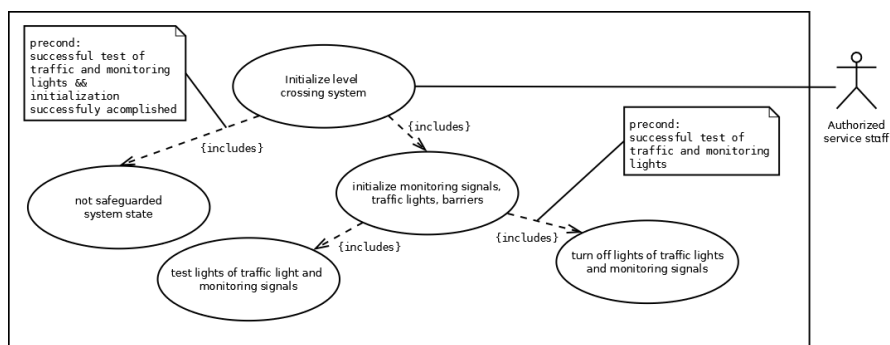 precond:
successful test of
traffic and monitoring
lights &&
initialization
successfuly acomplished
Initialize level
crossing system
Authorized
service staff
precond:
successful test of
traffic and monitoring
lights
{includes}
{includes}
not safeguarded
system state
initialize monitoring signals,
traffic lights, barriers
{includes}
{includes}
test lights of traffic light and
monitoring signals
turn off lights of traffic lights
and monitoring signals